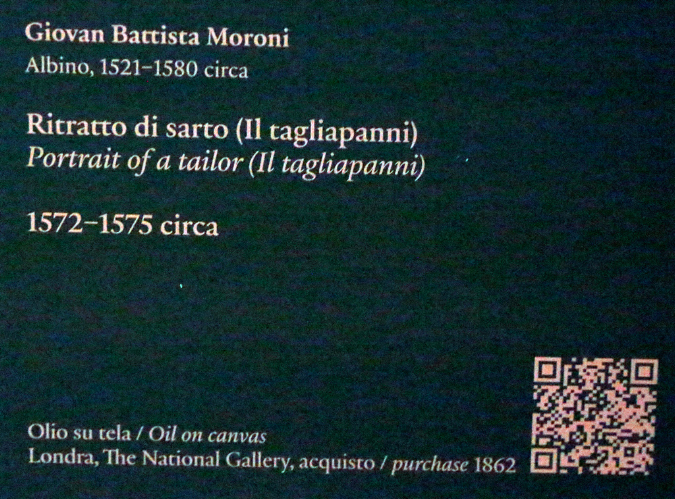 Giovan Battista Moroni
Albino, 1521–1580 circa
Ritratto di sarto (Il tagliapanni)
Portrait of a tailor (Il tagliapanni)
1572–1575 circa
Olio su tela / Oil on canvas
Londra, The National Gallery, acquisto / purchase 1862